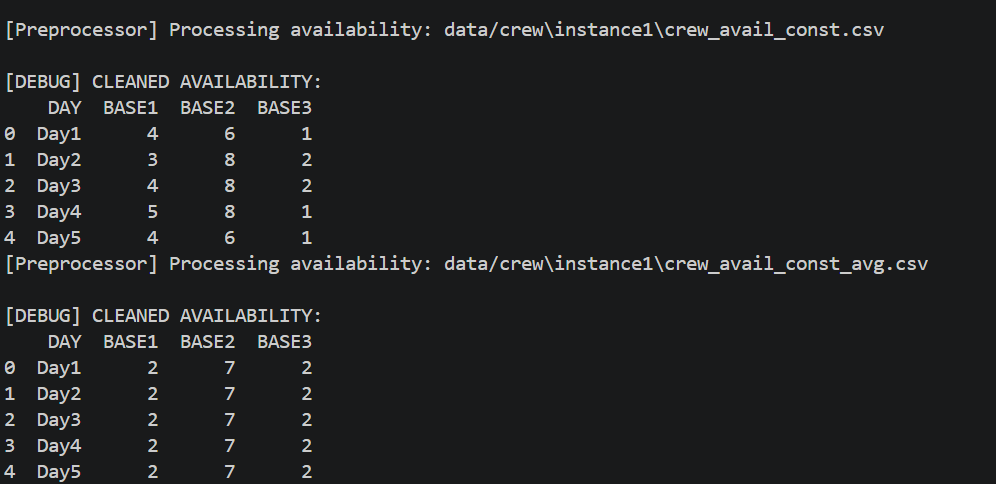 [Preprocessor] Processing availability: data/crew\instance1\crew_avail_const.csv

[DEBUG] CLEANED AVAILABILITY:
    DAY  BASE1  BASE2  BASE3
0  Day1      4      6      1
1  Day2      3      8      2
2  Day3      4      8      2
3  Day4      5      8      1
4  Day5      4      6      1
[Preprocessor] Processing availability: data/crew\instance1\crew_avail_const_avg.csv

[DEBUG] CLEANED AVAILABILITY:
    DAY  BASE1  BASE2  BASE3
0  Day1      2      7      2
1  Day2      2      7      2
2  Day3      2      7      2
3  Day4      2      7      2
4  Day5      2      7      2